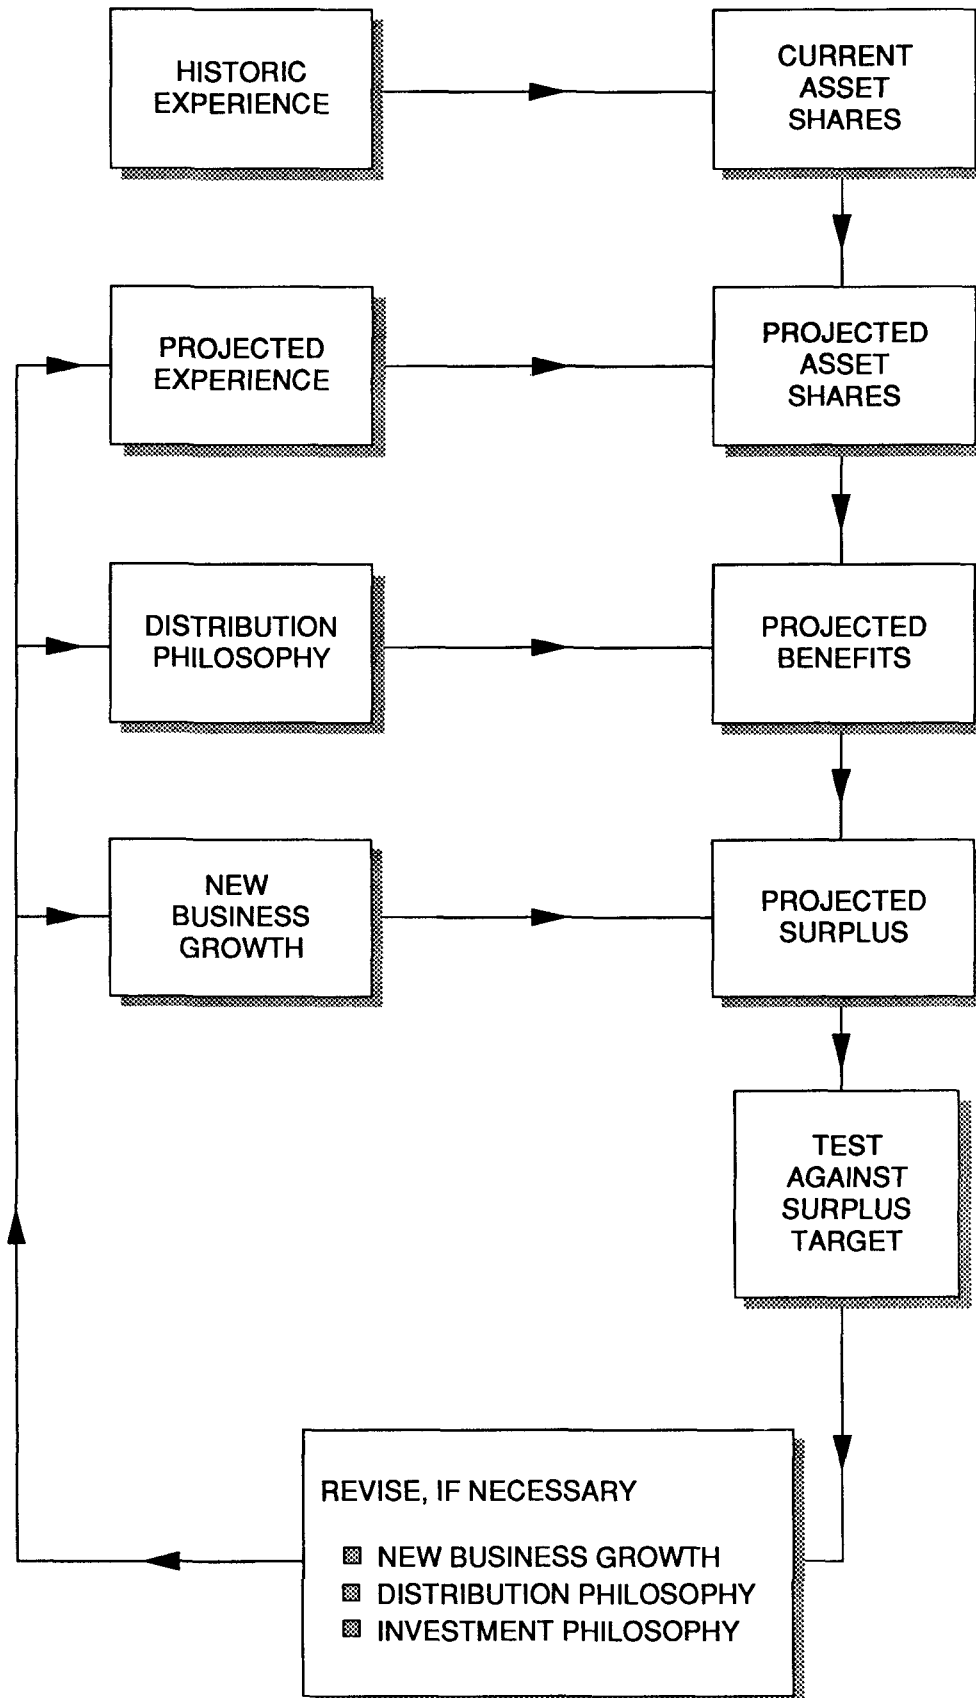 HISTORIC
EXPERIENCE
CURRENT
ASSET
SHARES
PROJECTED
EXPERIENCE
PROJECTED
ASSET
SHARES
DISTRIBUTION
PHILOSOPHY
PROJECTED
BENEFITS
NEW
BUSINESS
GROWTH
PROJECTED
SURPLUS
TEST
AGAINST
SURPLUS
TARGET
REVISE, IF NECESSARY
NEW BUSINESS GROWTH
DISTRIBUTION PHILOSOPHY
INVESTMENT PHILOSOPHY